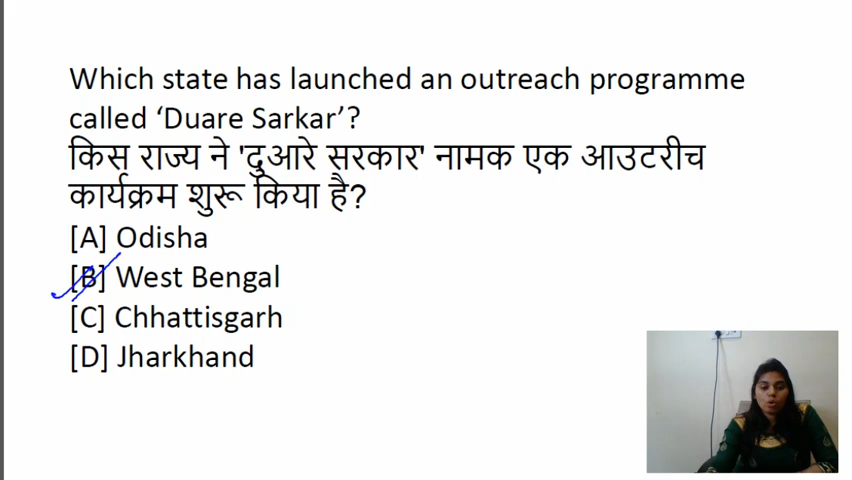 Which state has launched an outreach programme
called ‘Duare Sarkar’?
किस राज्य ने 'दुआरे सरकार' नामक एक आउटरीच
कार्यक्रम शुरू किया है?
[A] Odisha
[B] West Bengal
[C] Chhattisgarh
[D] Jharkhand